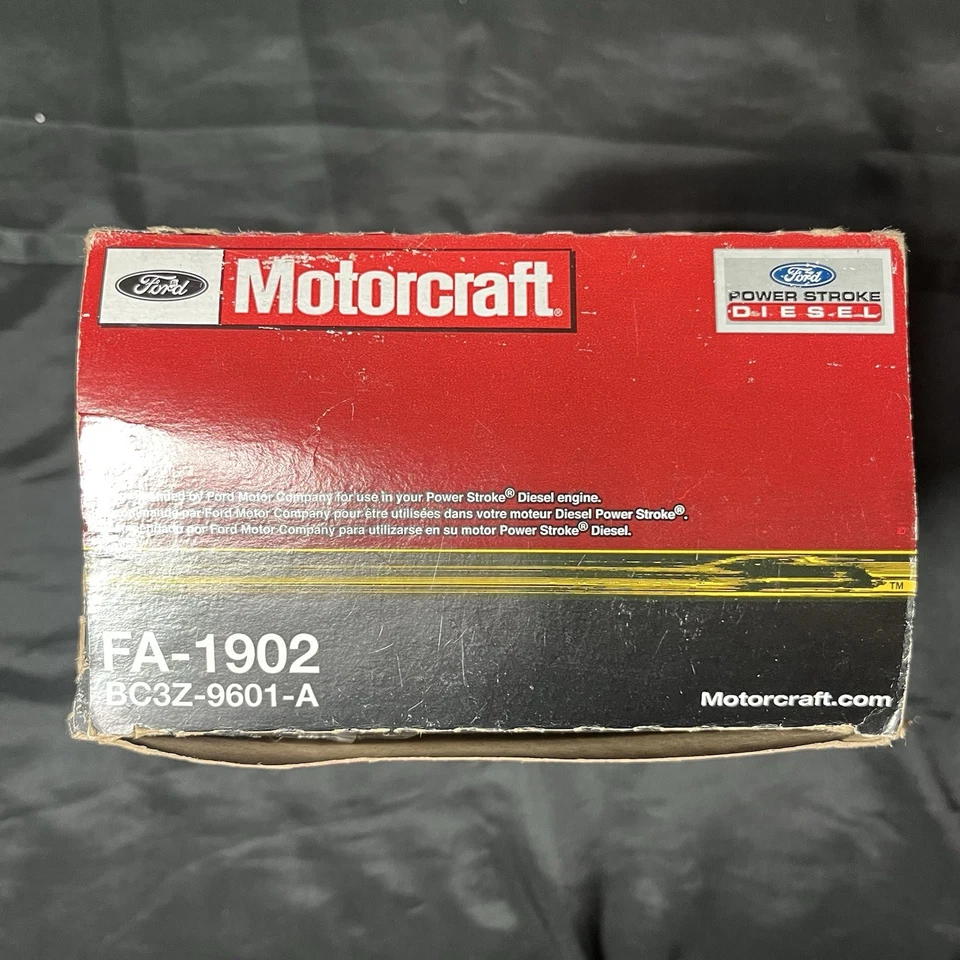 Ford Motorcraft®
Ford
POWER STROKE
DIESEL
by Ford Motor Company for use in your Power Stroke® Diesel engine.
par Ford Motor Company pour être utilisées dans votre moteur Diesel Power Stroke®.
por Ford Motor Company para utilizarse en su motor Power Stroke® Diesel.
TM
FA-1902
BC3Z-9601-A
Motorcraft.com